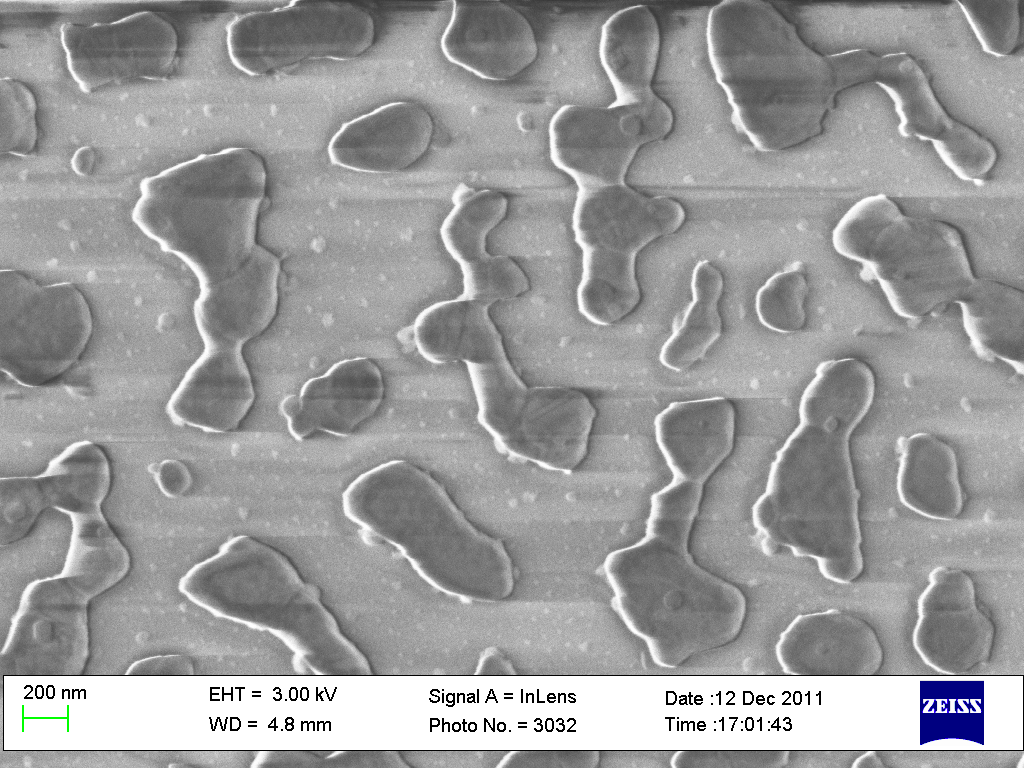 200 nm
EHT = 3.00 kV
WD = 4.8 mm
Signal A = InLens
Photo No. = 3032
Date :12 Dec 2011
Time :17:01:43
ZEISS